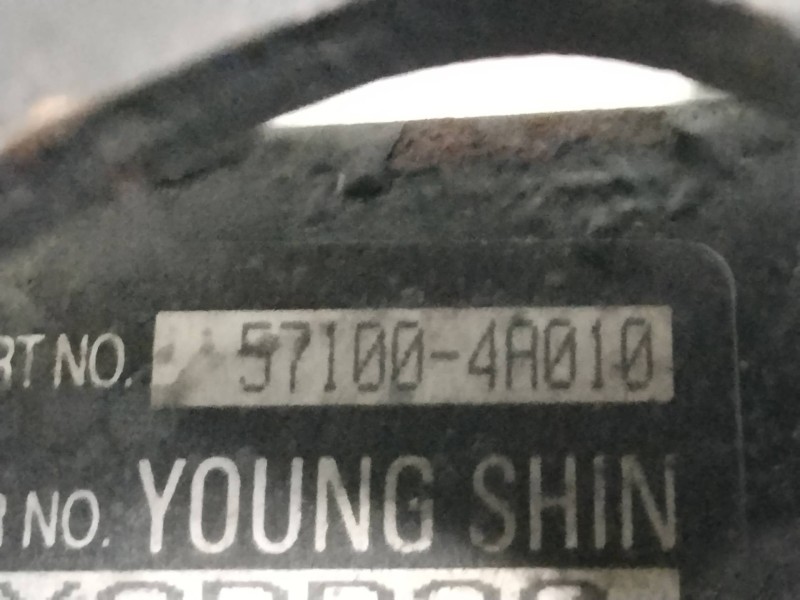 RT NO. 57100-4A010
R NO. YOUNG SHIN